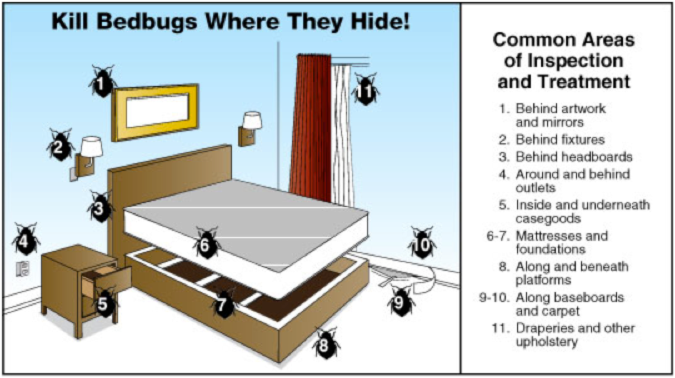 Kill Bedbugs Where They Hide!
1
11
2
3
4
6
10
5
7
9
8
Common Areas
of Inspection
and Treatment
1. Behind artwork
and mirrors
2. Behind fixtures
3. Behind headboards
4. Around and behind
outlets
5. Inside and underneath
casegoods
6-7. Mattresses and
foundations
8. Along and beneath
platforms
9-10. Along baseboards
and carpet
11. Draperies and other
upholstery